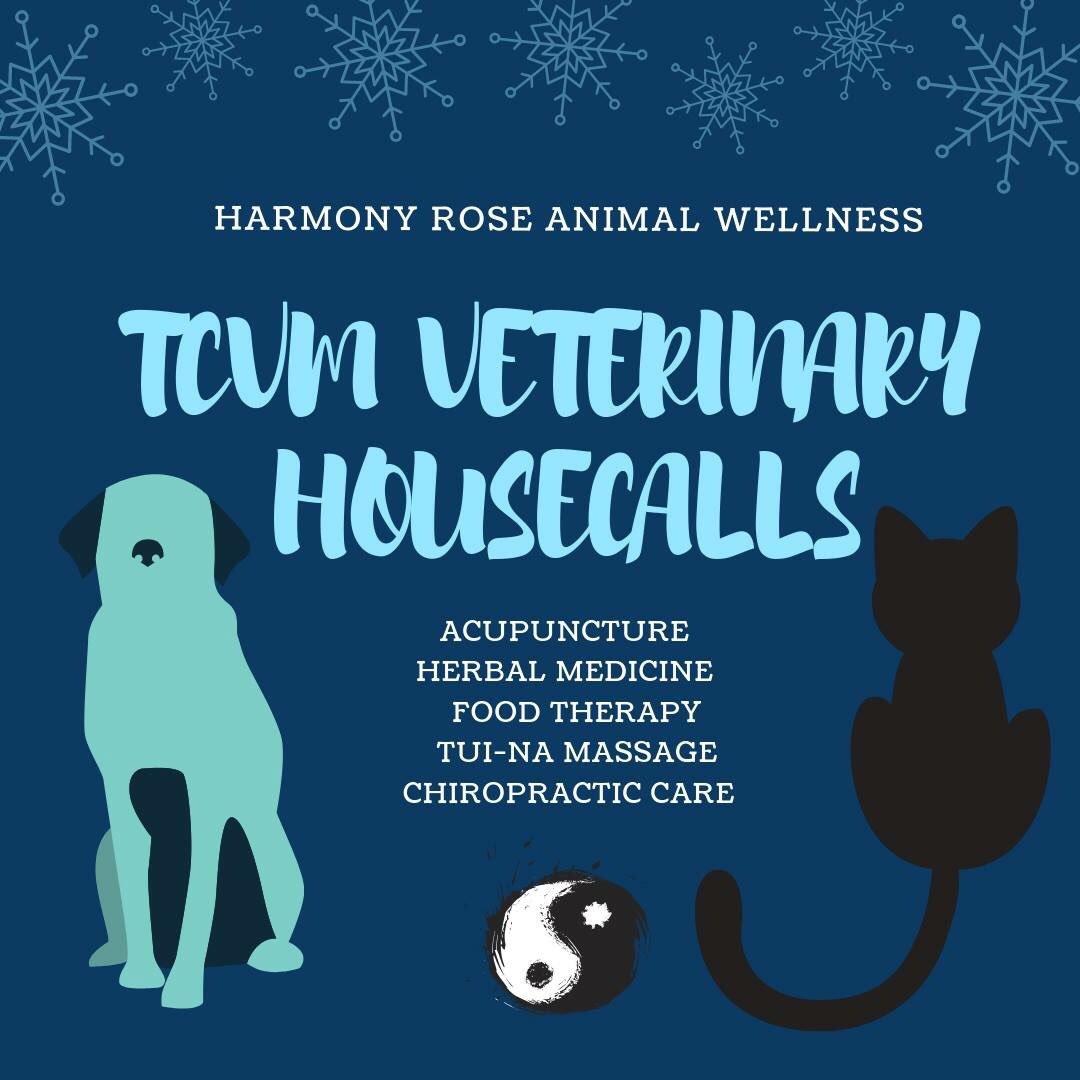 HARMONY ROSE ANIMAL WELLNESS
TCVM VETERINARY
HOUSECALLS
ACUPUNCTURE
HERBAL MEDICINE
FOOD THERAPY
TUI-NA MASSAGE
CHIROPRACTIC CARE